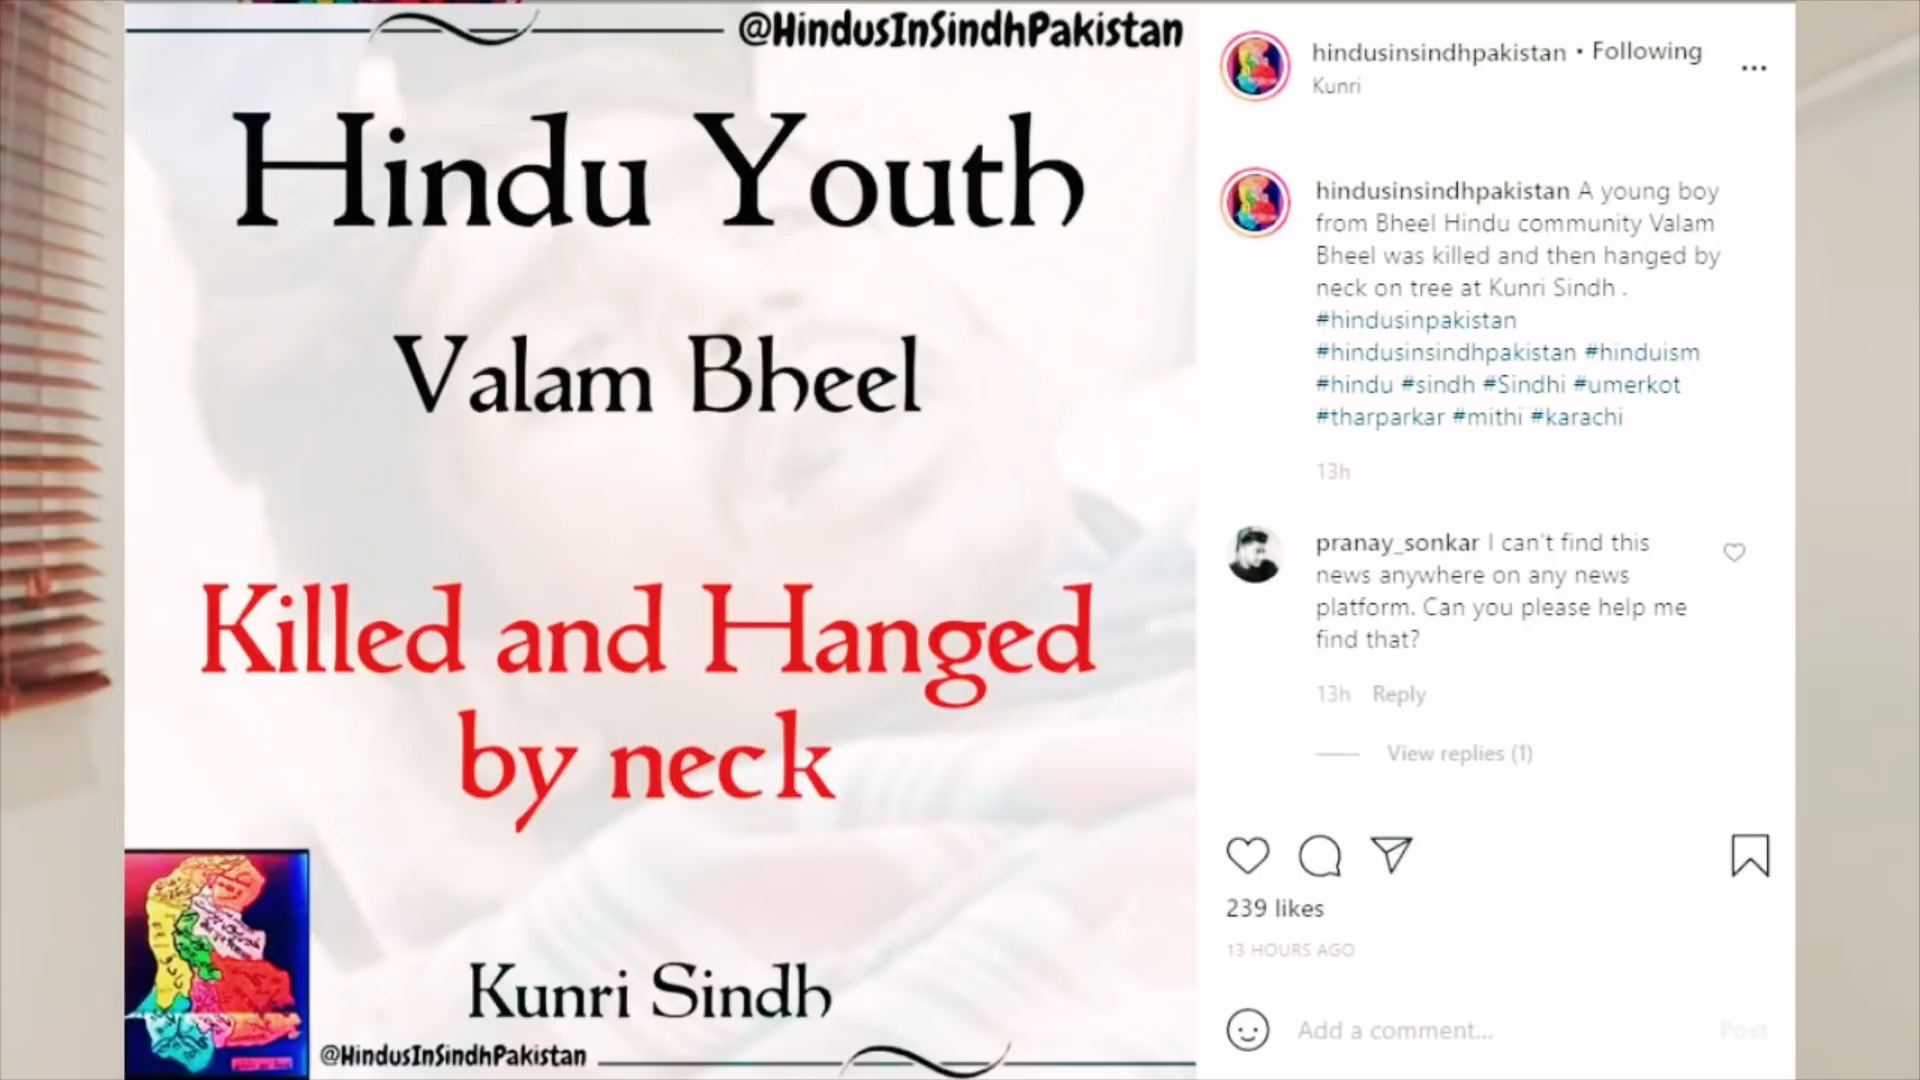 @HindusInSindhPakistan
Hindu Youth
Valam Bheel
Killed and Hanged
by neck
Kunri Sindh
@HindusInSindhPakistan
hindusinsindhpakistan • Following
Kunri
hindusinsindhpakistan A young boy
from Bheel Hindu community Valam
Bheel was killed and then hanged by
neck on tree at Kunri Sindh .
#hindusinpakistan
#hindusinsindhpakistan #hinduism
#hindu #sindh #Sindhi #umerkot
#tharparkar #mithi #karachi
13h
pranay_sonkar I can't find this
news anywhere on any news
platform. Can you please help me
find that?
13h Reply
View replies (1)
239 likes
13 HOURS AGO
Add a comment...
Post